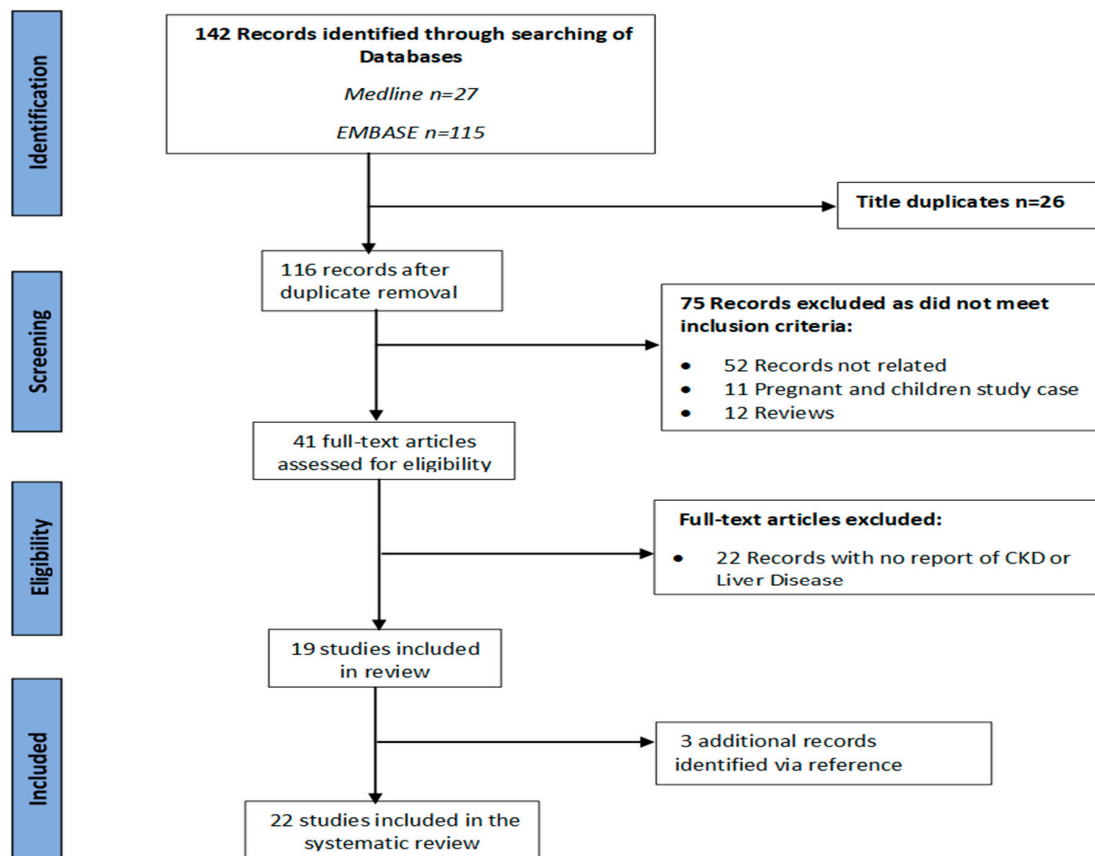 Identification
142 Records identified through searching of
Databases
Medline n=27
EMBASE n=115
Title duplicates n=26
Screening
116 records after
duplicate removal
75 Records excluded as did not meet
inclusion criteria:
• 52 Records not related
• 11 Pregnant and children study case
• 12 Reviews
41 full-text articles
assessed for eligibility
Eligibility
Full-text articles excluded:
• 22 Records with no report of CKD or
Liver Disease
19 studies included
in review
Included
3 additional records
identified via reference
22 studies included in the
systematic review